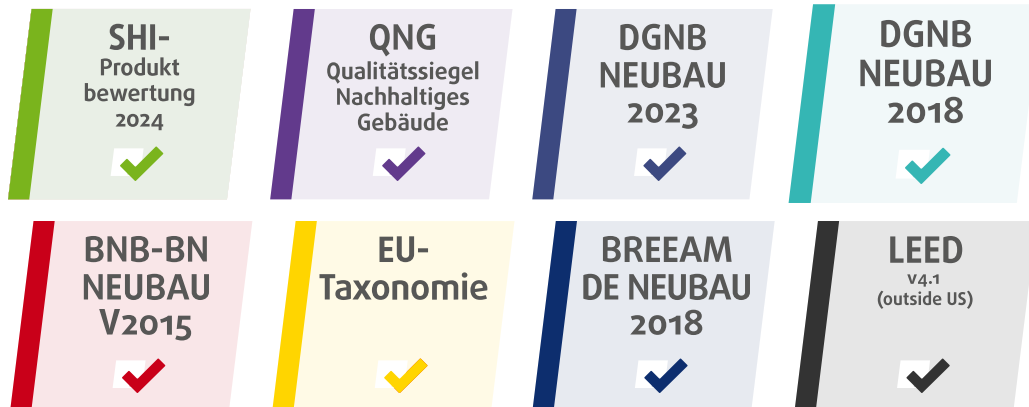 SHI-
Produkt
bewertung
2024
QNG
Qualitätssiegel
Nachhaltiges
Gebäude
DGNB
NEUBAU
2023
DGNB
NEUBAU
2018
BNB-BN
NEUBAU
V2015
EU-
Taxonomie
BREEAM
DE NEUBAU
2018
LEED
v4.1
(outside US)